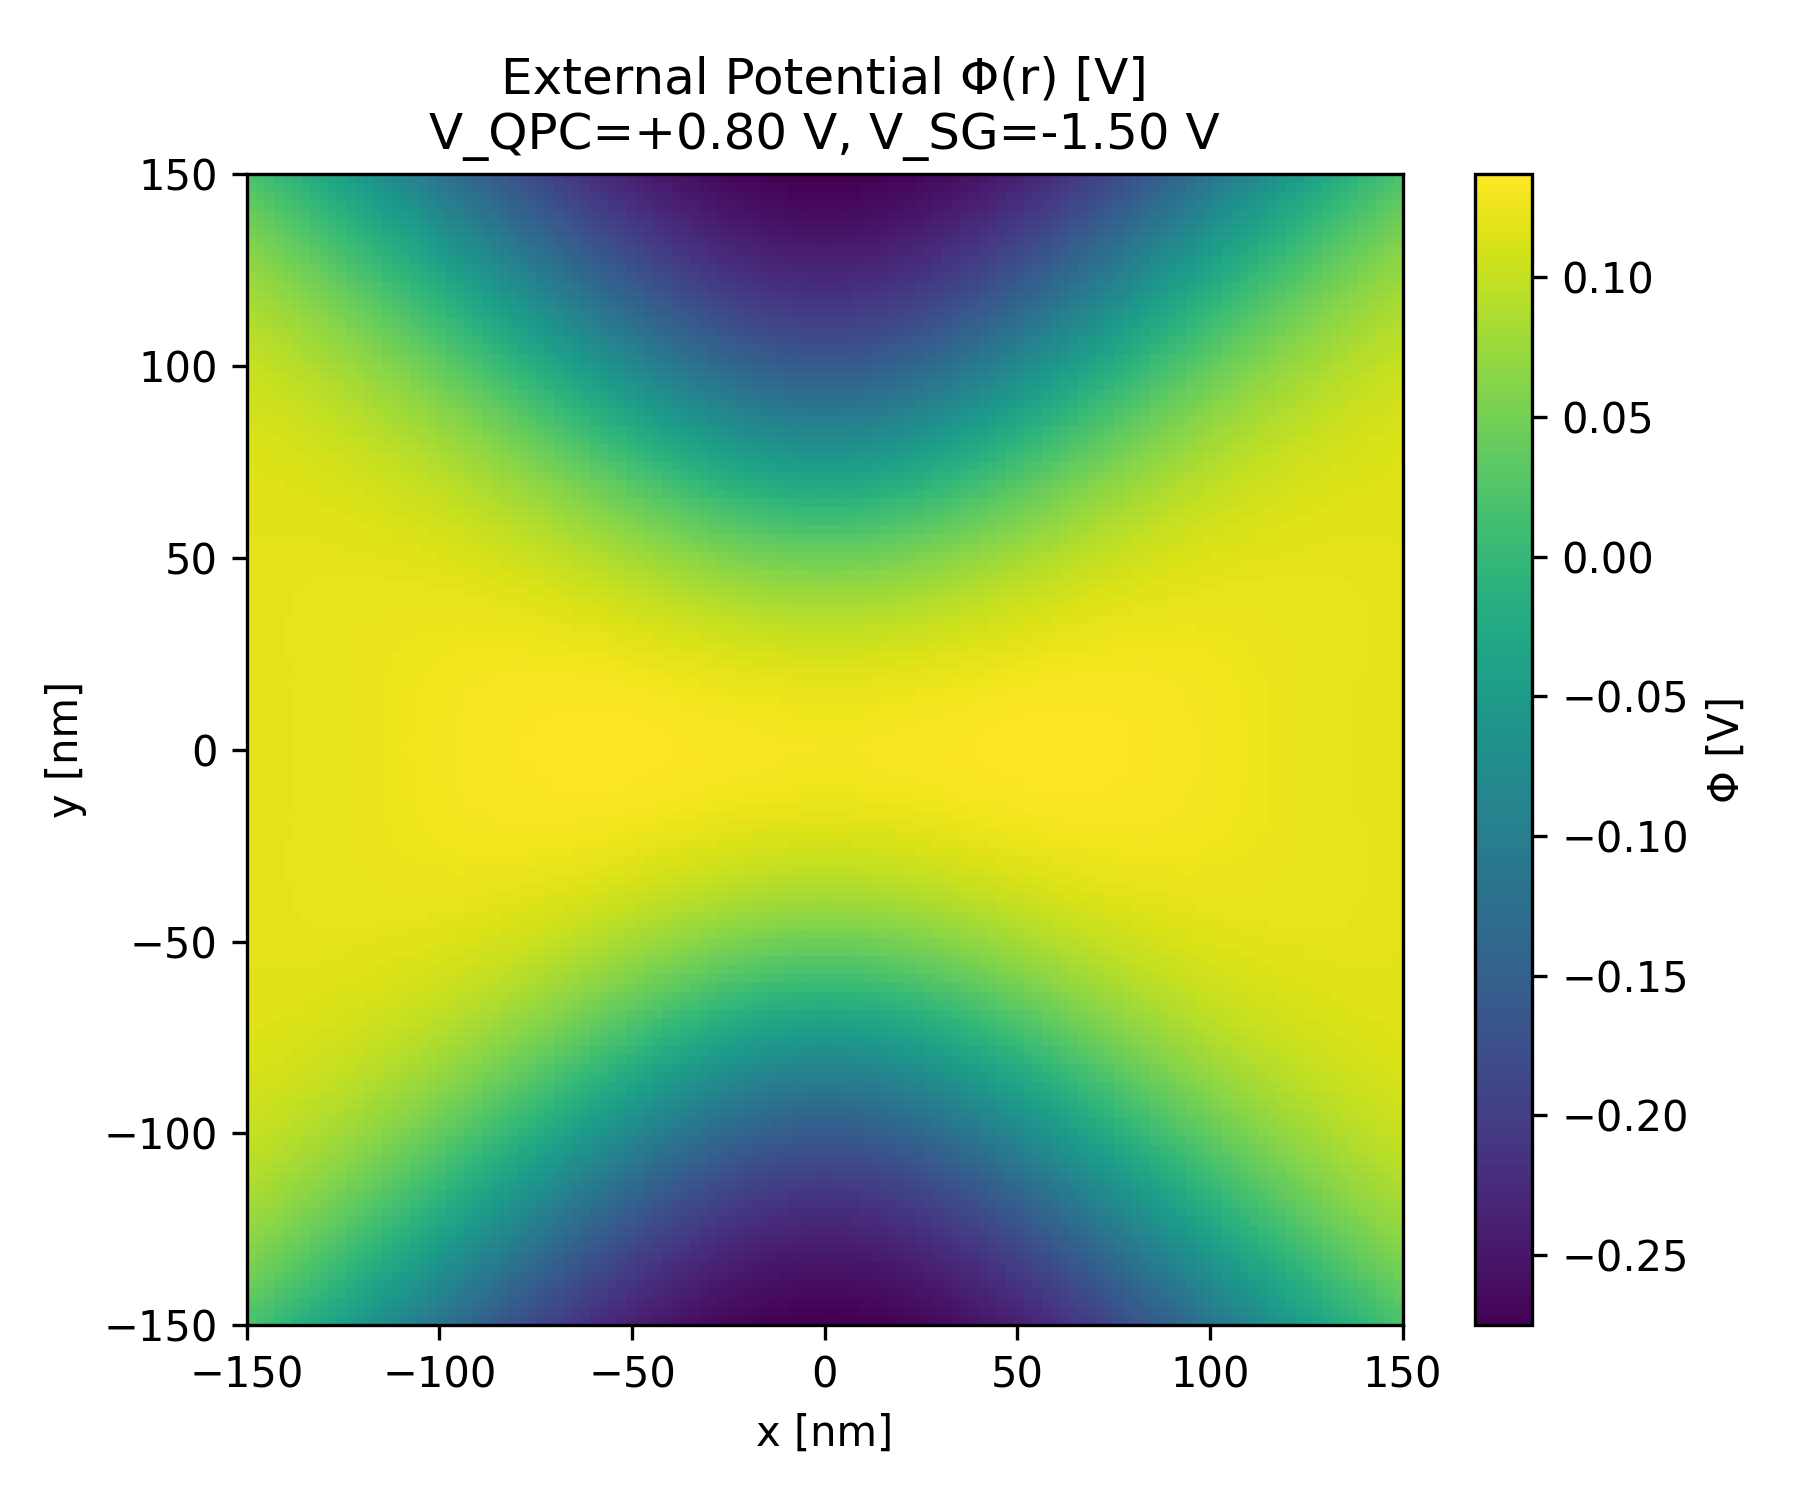 External Potential Φ(r) [V]
V_QPC=+0.80 V, V_SG=-1.50 V
150
100
50
0
−50
−100
−150
y [nm]
−150 −100 −50 0 50 100 150
x [nm]
0.10
0.05
0.00
−0.05
−0.10
−0.15
−0.20
−0.25
Φ [V]